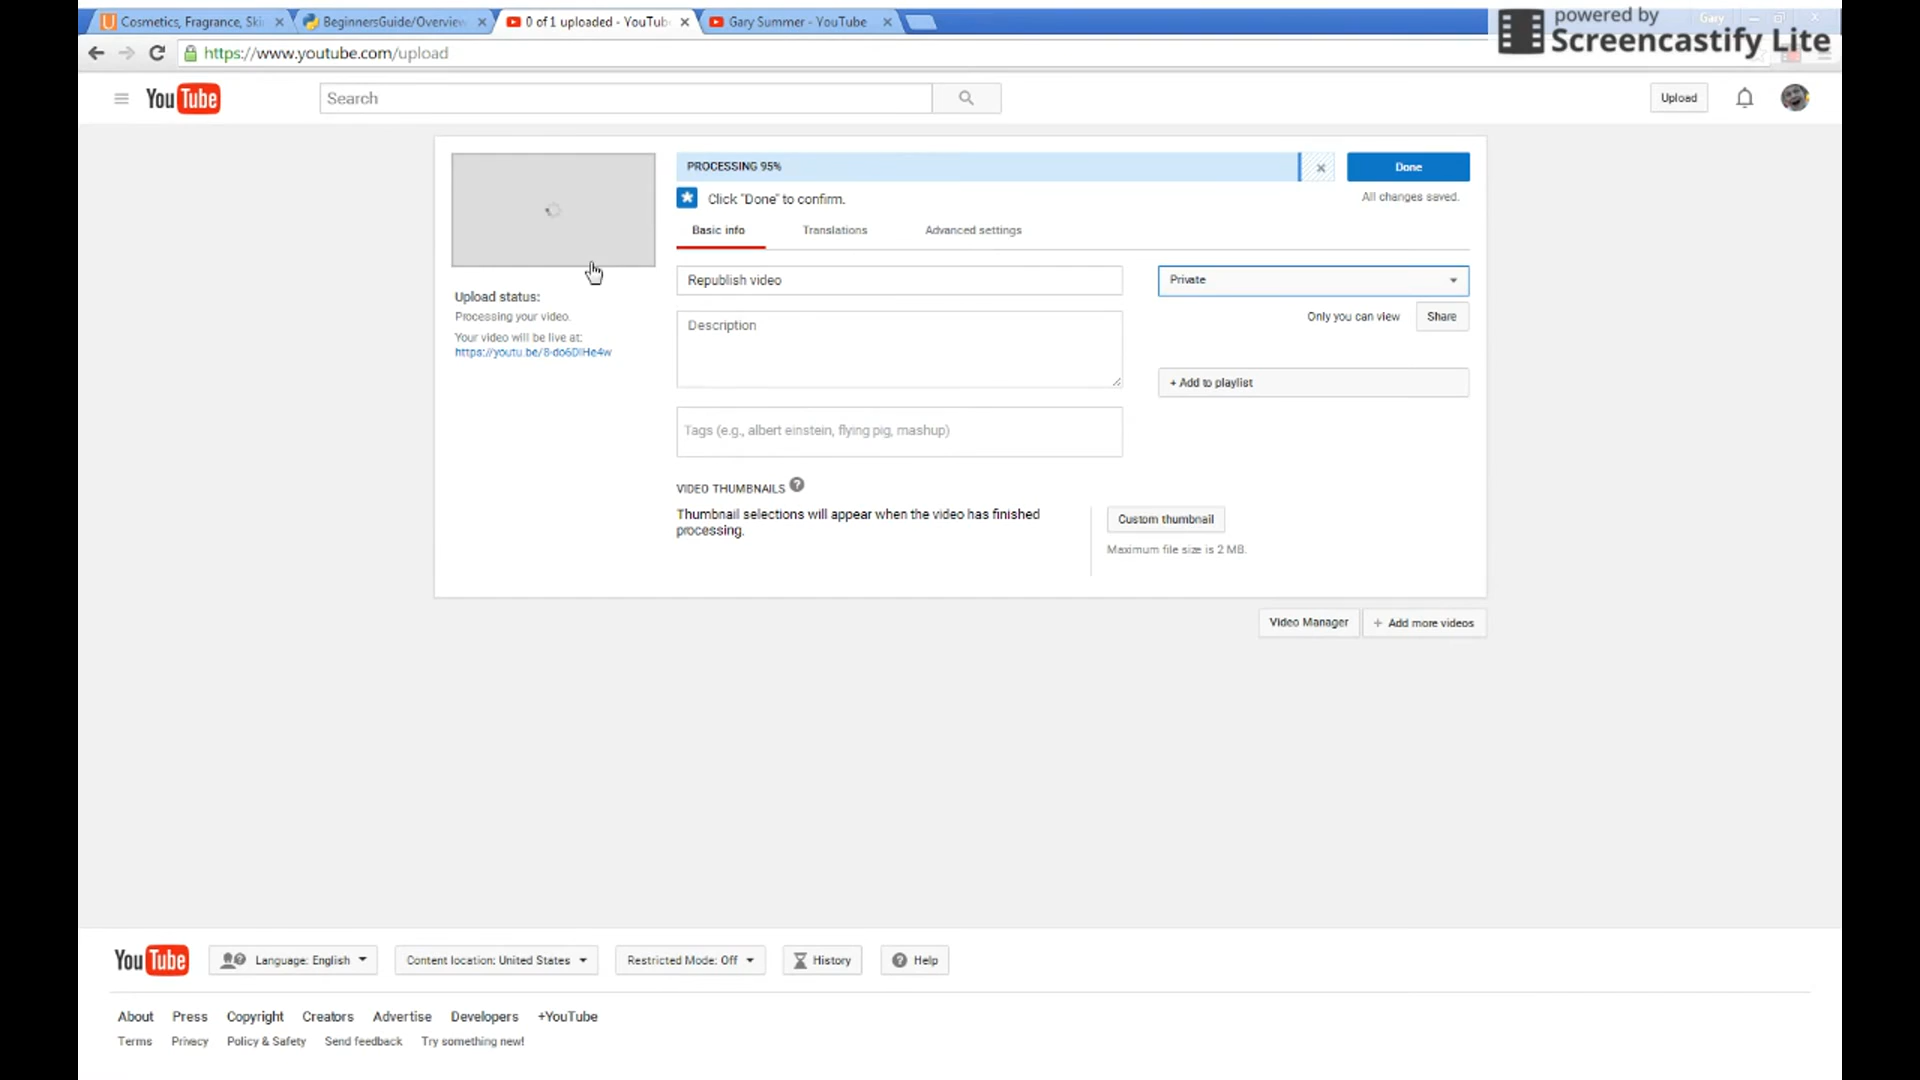 Cosmetics, Fragrance, Ski
BeginnersGuide/Overview
0 of 1 uploaded - YouTub
Gary Summer - YouTube
Gary
powered by
Screencastify Lite
https://www.youtube.com/upload
YouTube
Search
Upload
PROCESSING 95%
Done
Click "Done" to confirm.
All changes saved.
Basic info
Translations
Advanced settings
Republish video
Private
Upload status:
Processing your video.
Only you can view
Share
Description
Your video will be live at:
https://youtu.be/8-do6DlHe4w
+ Add to playlist
Tags (e.g., albert einstein, flying pig, mashup)
VIDEO THUMBNAILS
Thumbnail selections will appear when the video has finished
processing.
Custom thumbnail
Maximum file size is 2 MB.
Video Manager
+ Add more videos
YouTube
Language: English
Content location: United States
Restricted Mode: Off
History
Help
About Press Copyright Creators Advertise Developers +YouTube
Terms Privacy Policy & Safety Send feedback Try something new!